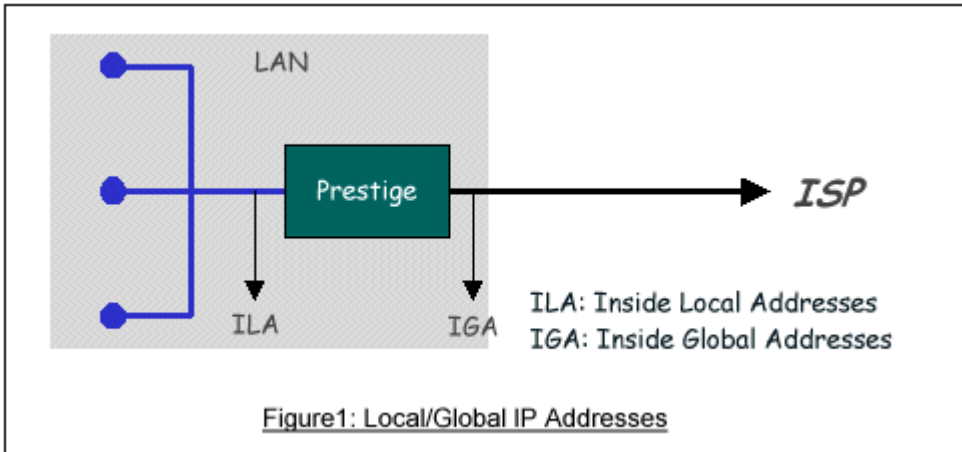 LAN
Prestige
ISP
ILA
IGA
ILA: Inside Local Addresses
IGA: Inside Global Addresses
Figure1: Local/Global IP Addresses